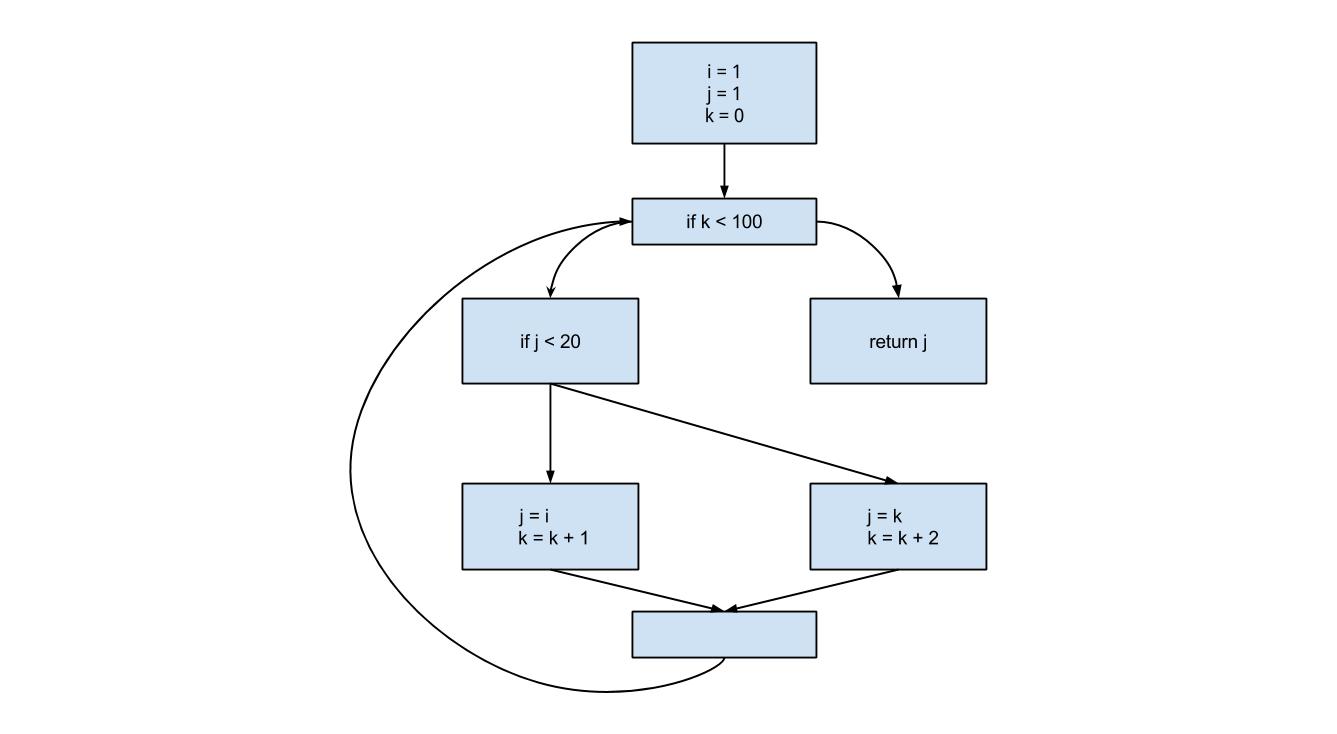 i = 1
j = 1
k = 0
if k < 100
if j < 20
return j
j = i
k = k + 1
j = k
k = k + 2